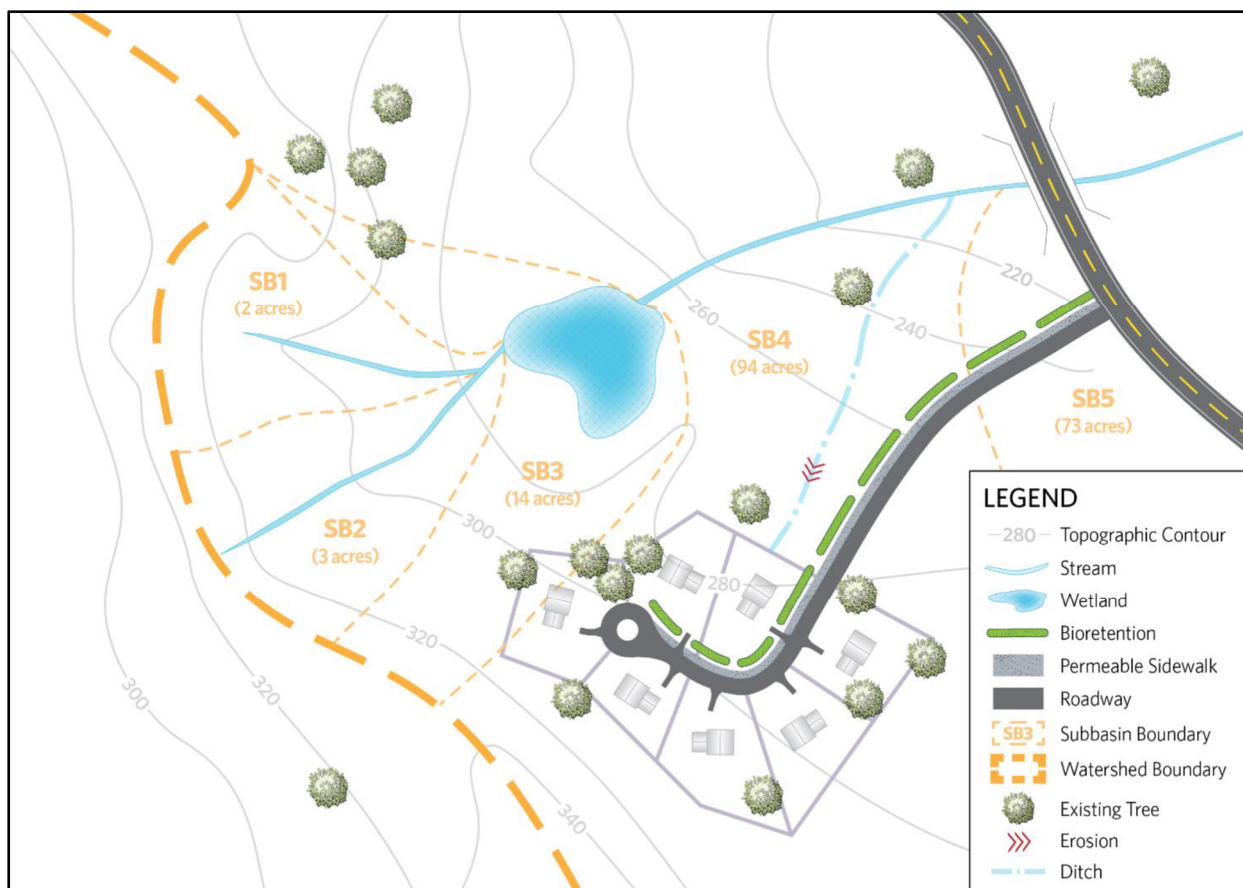 SB1
(2 acres)
220
260
240
SB4
(94 acres)
SB5
(73 acres)
SB3
(14 acres)
300
SB2
(3 acres)
280
320
320
300
340
LEGEND
280 Topographic Contour
Stream
Wetland
Bioretention
Permeable Sidewalk
Roadway
SB3 Subbasin Boundary
Watershed Boundary
Existing Tree
Erosion
Ditch